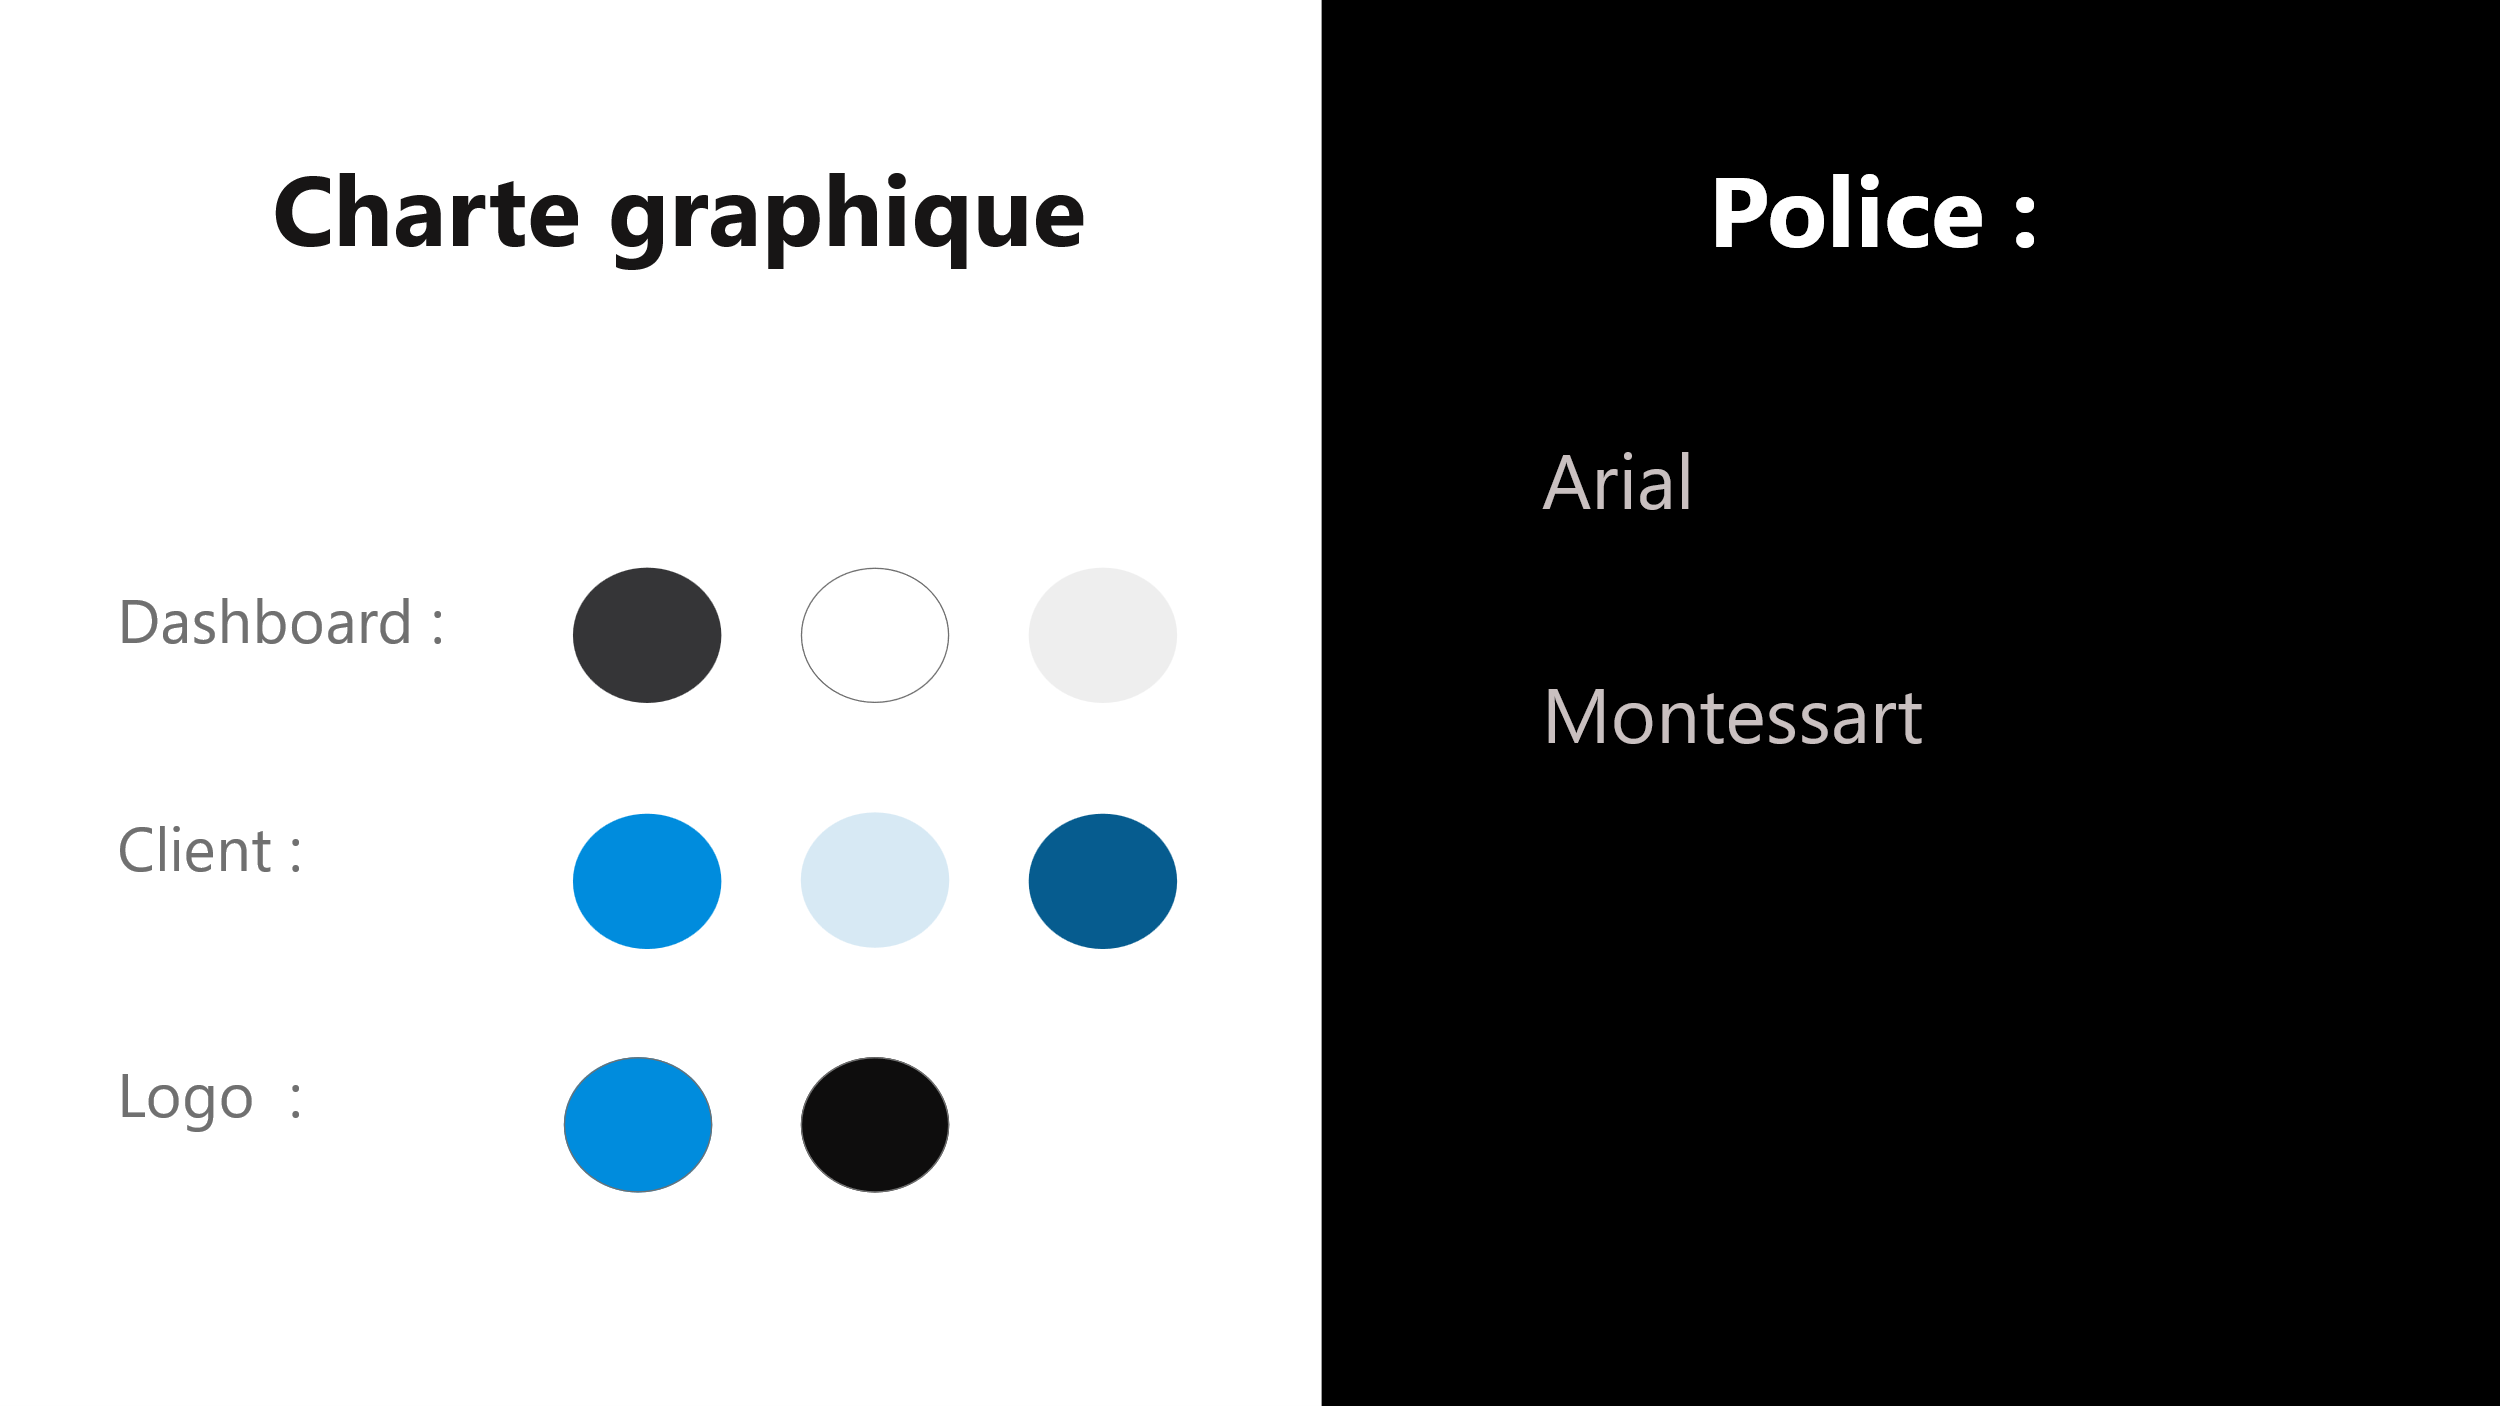 Charte graphique
Dashboard :
Client :
Logo :
Police :
Arial
Montessart